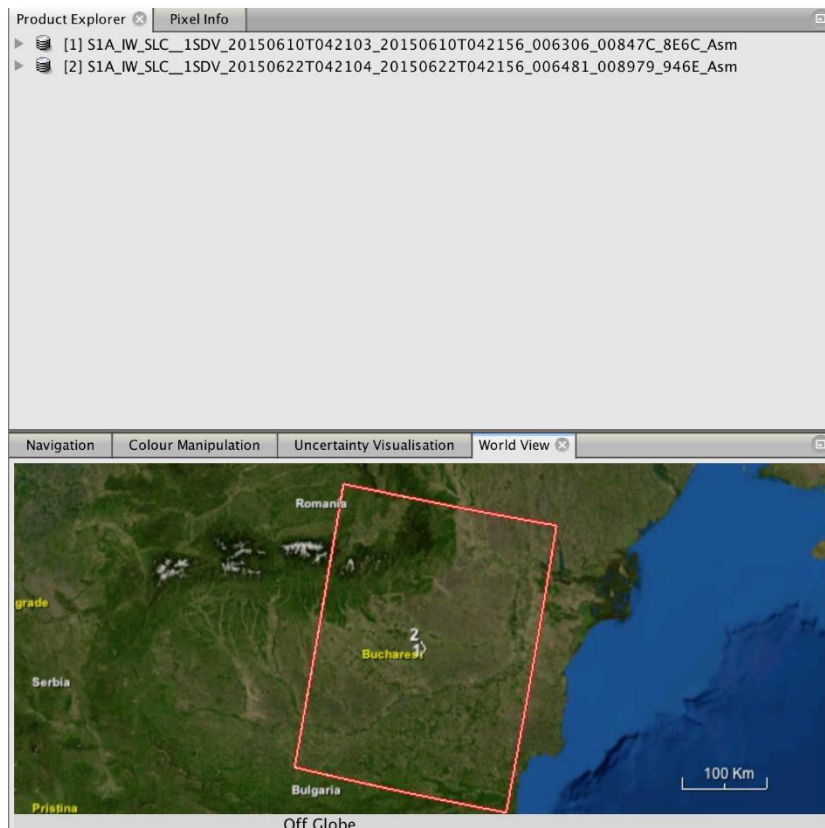 Product Explorer Pixel Info
[1] S1A_IW_SLC__1SDV_20150610T042103_20150610T042156_006306_00847C_8E6C_Asm
[2] S1A_IW_SLC__1SDV_20150622T042104_20150622T042156_006481_008979_946E_Asm
Navigation Colour Manipulation Uncertainty Visualisation World View
Romania
grade
2
1
Bucharest
Serbia
100 Km
Bulgaria
Pristina
Off Globe